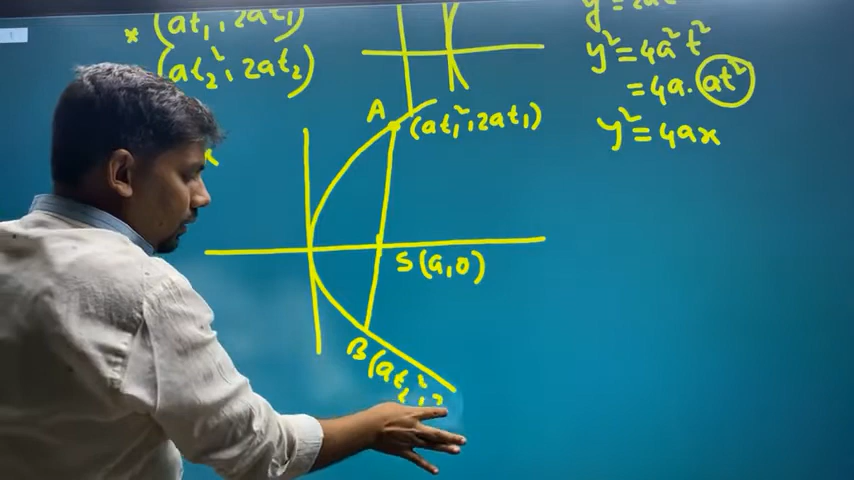 * (at₁, 2at₁)
(at₂², 2at₂)
A
(at₁², 2at₁)
S(a,0)
B(at₂²,
y² = 4a²t²
= 4a. at²
y² = 4ax